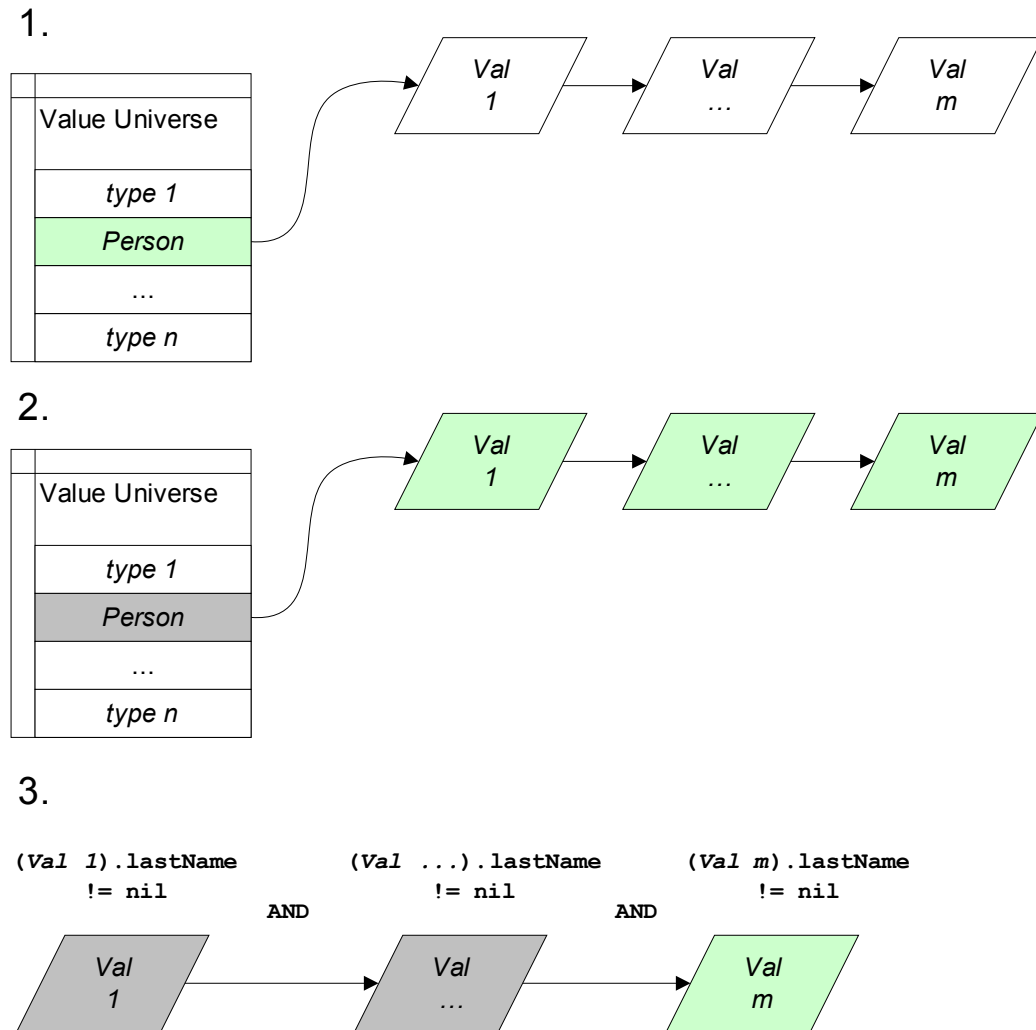 1.
Value Universe
type 1
Person
...
type n
Val
1
Val
...
Val
m
2.
Value Universe
type 1
Person
...
type n
Val
1
Val
...
Val
m
3.
(Val 1).lastName
!= nil
AND
(Val ...).lastName
!= nil
AND
(Val m).lastName
!= nil
Val
1
Val
...
Val
m